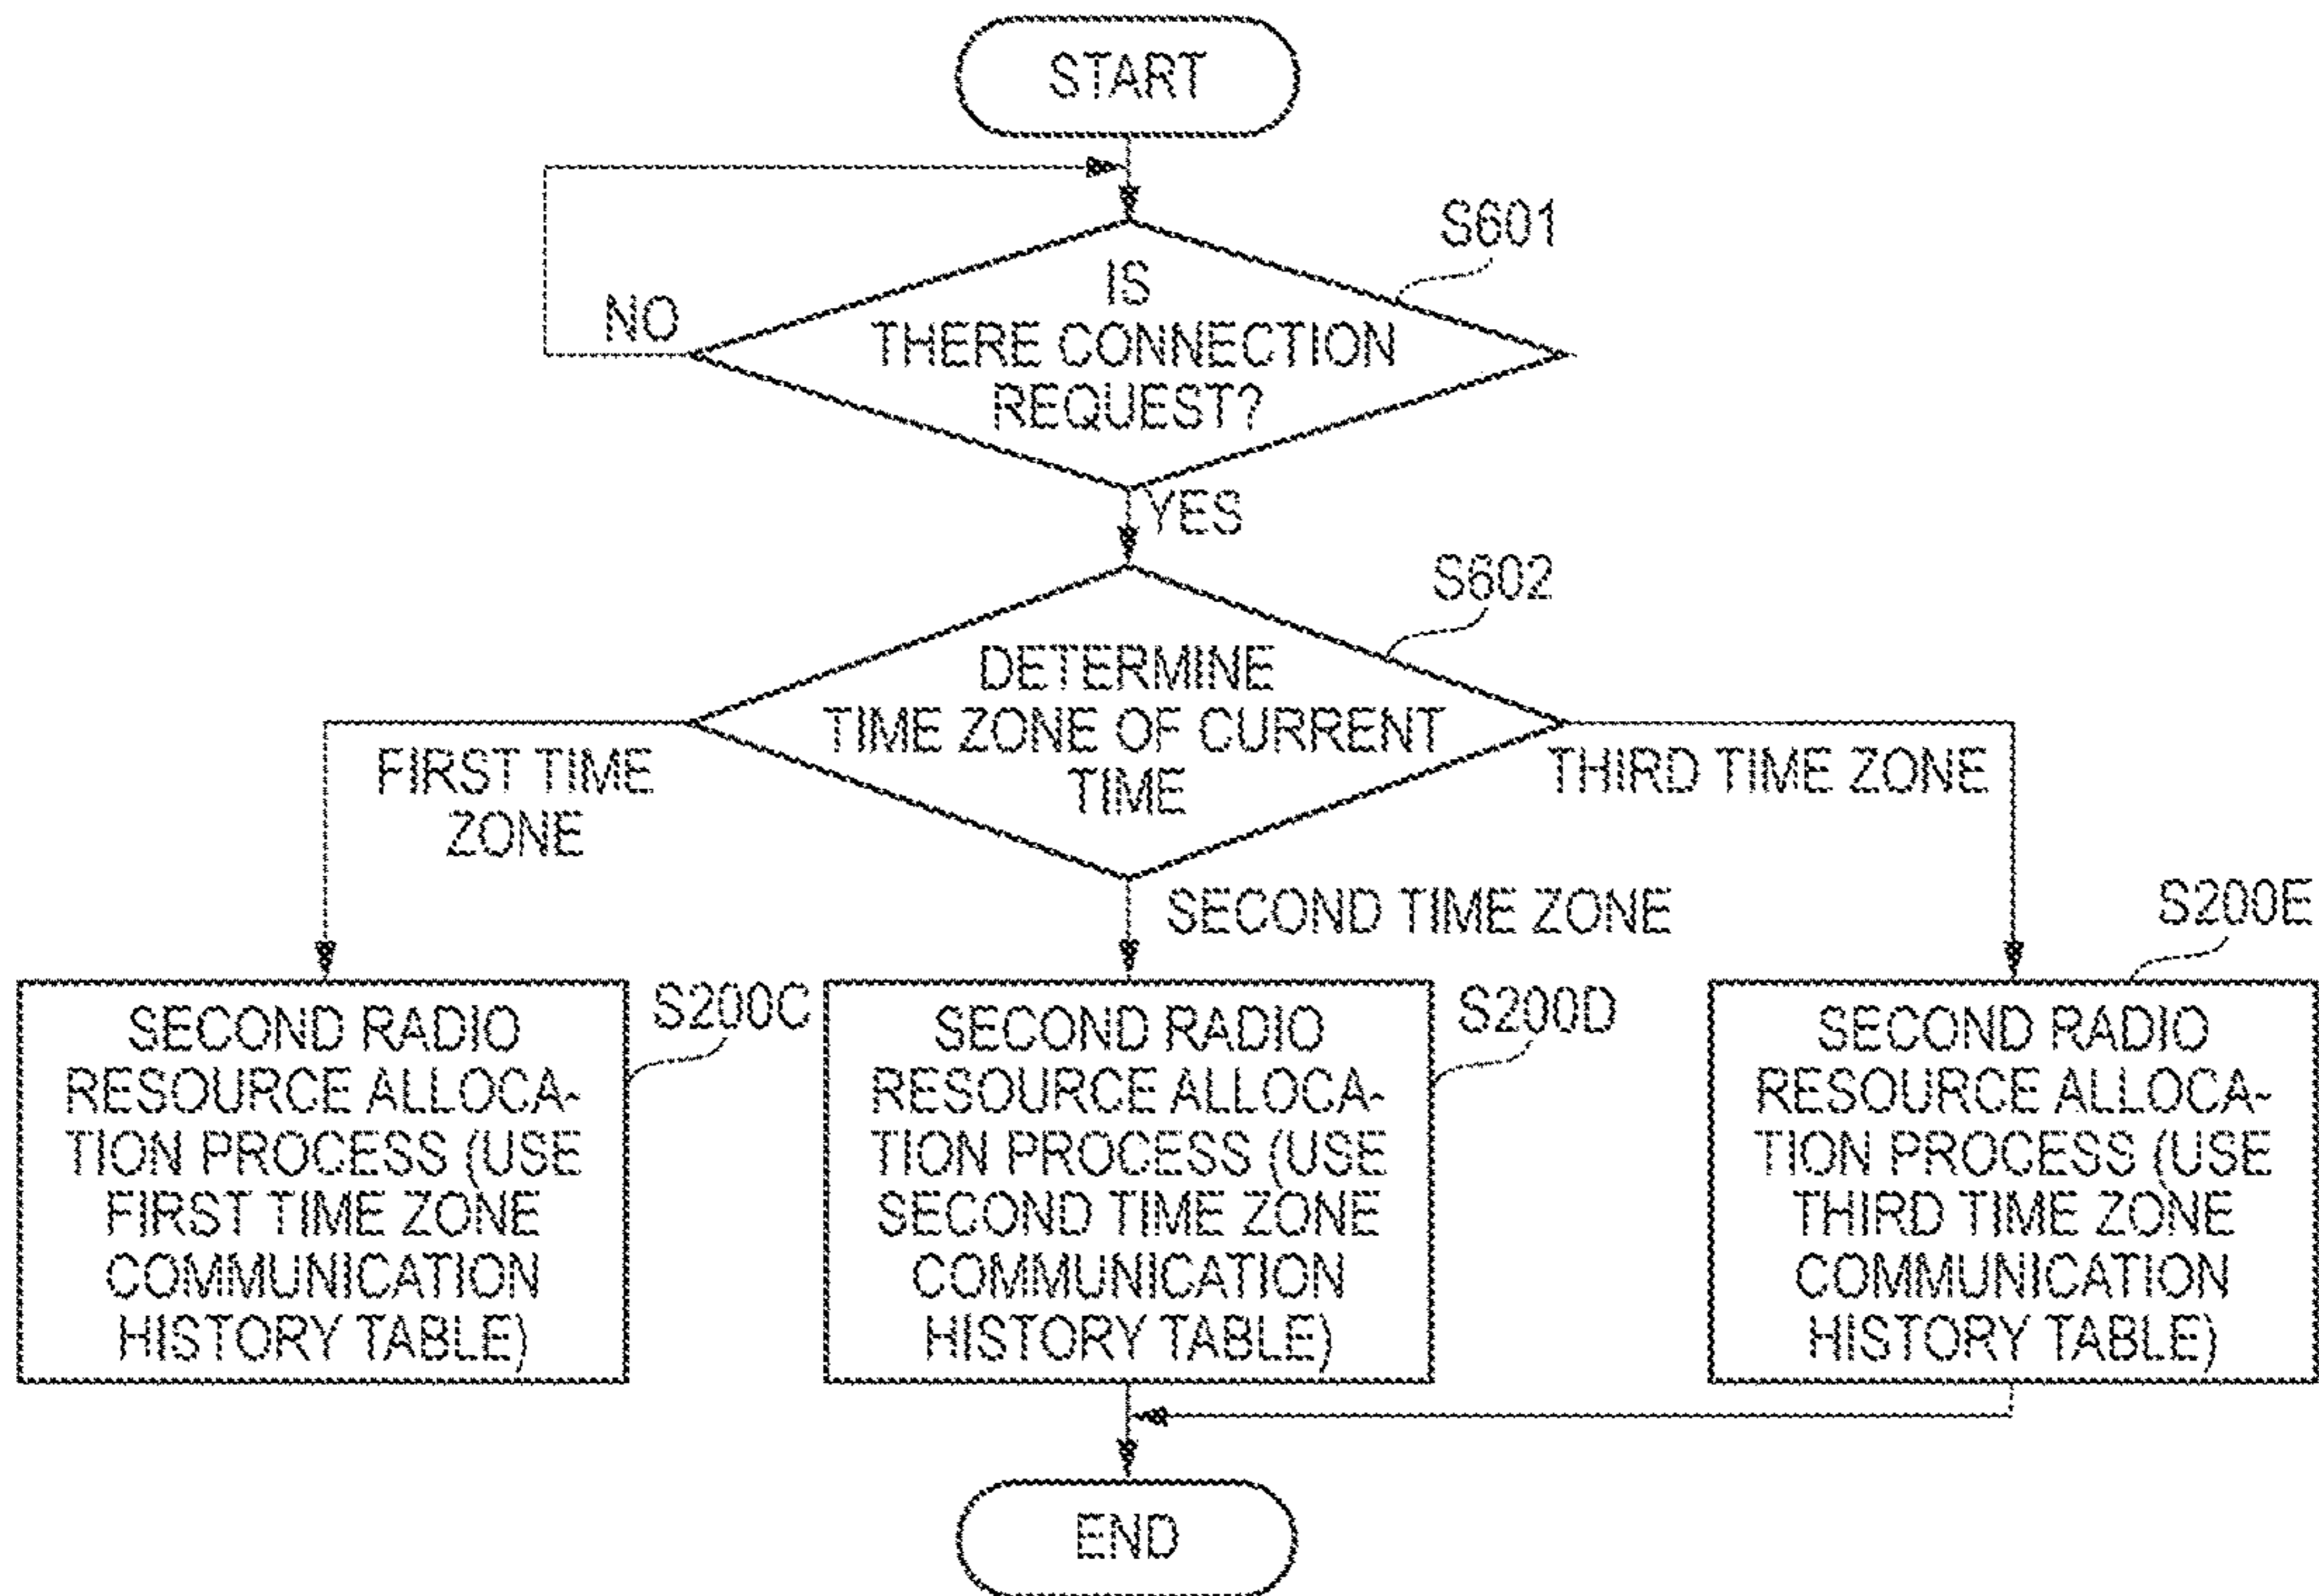 START
S601
IS
THERE CONNECTION
REQUEST?
NO
YES
S602
DETERMINE
TIME ZONE OF CURRENT
TIME
FIRST TIME
ZONE
SECOND TIME ZONE
THIRD TIME ZONE
S200C
SECOND RADIO
RESOURCE ALLOCA-
TION PROCESS (USE
FIRST TIME ZONE
COMMUNICATION
HISTORY TABLE)
S200D
SECOND RADIO
RESOURCE ALLOCA-
TION PROCESS (USE
SECOND TIME ZONE
COMMUNICATION
HISTORY TABLE)
S200E
SECOND RADIO
RESOURCE ALLOCA-
TION PROCESS (USE
THIRD TIME ZONE
COMMUNICATION
HISTORY TABLE)
END